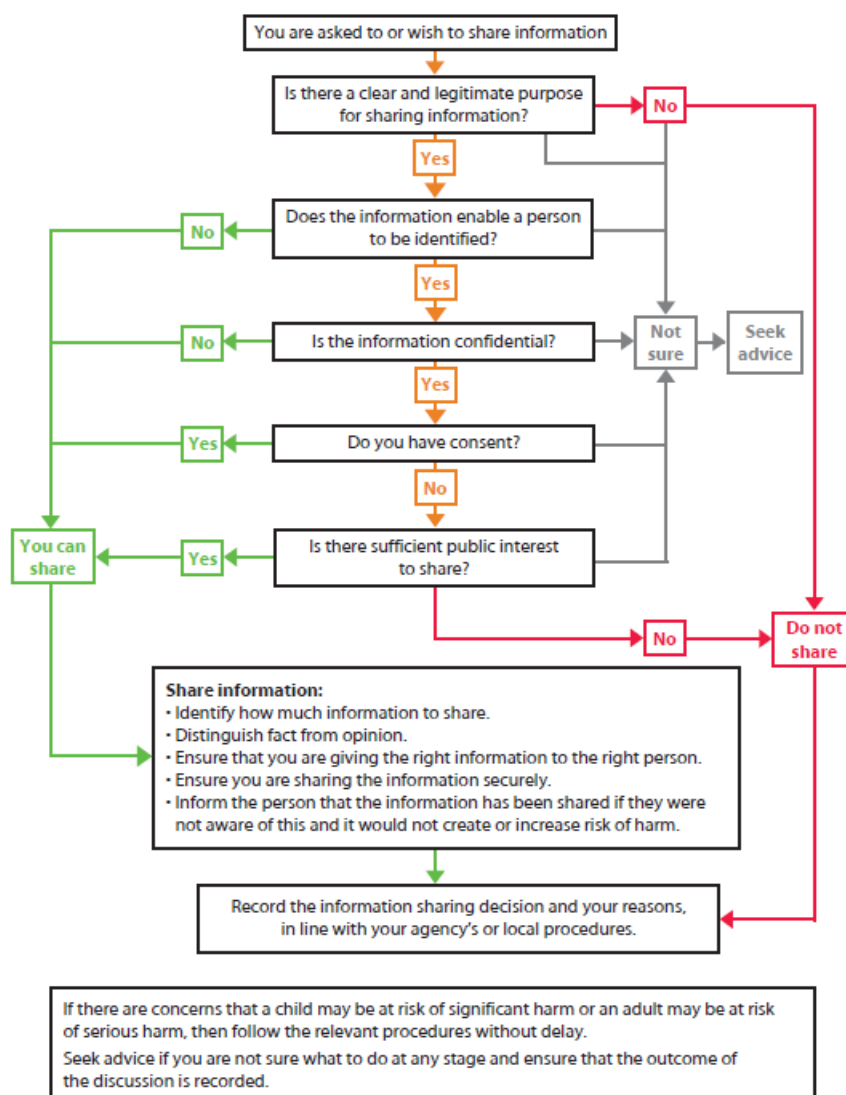 You are asked to or wish to share information
Is there a clear and legitimate purpose
for sharing information?
No
Yes
Does the information enable a person
to be identified?
No
Yes
Is the information confidential?
No
Not
sure
Seek
advice
Yes
Do you have consent?
Yes
No
Is there sufficient public interest
to share?
Yes
You can
share
No
Do not
share
Share information:
• Identify how much information to share.
• Distinguish fact from opinion.
• Ensure that you are giving the right information to the right person.
• Ensure you are sharing the information securely.
• Inform the person that the information has been shared if they were
not aware of this and it would not create or increase risk of harm.
Record the information sharing decision and your reasons,
in line with your agency's or local procedures.
If there are concerns that a child may be at risk of significant harm or an adult may be at risk
of serious harm, then follow the relevant procedures without delay.
Seek advice if you are not sure what to do at any stage and ensure that the outcome of
the discussion is recorded.